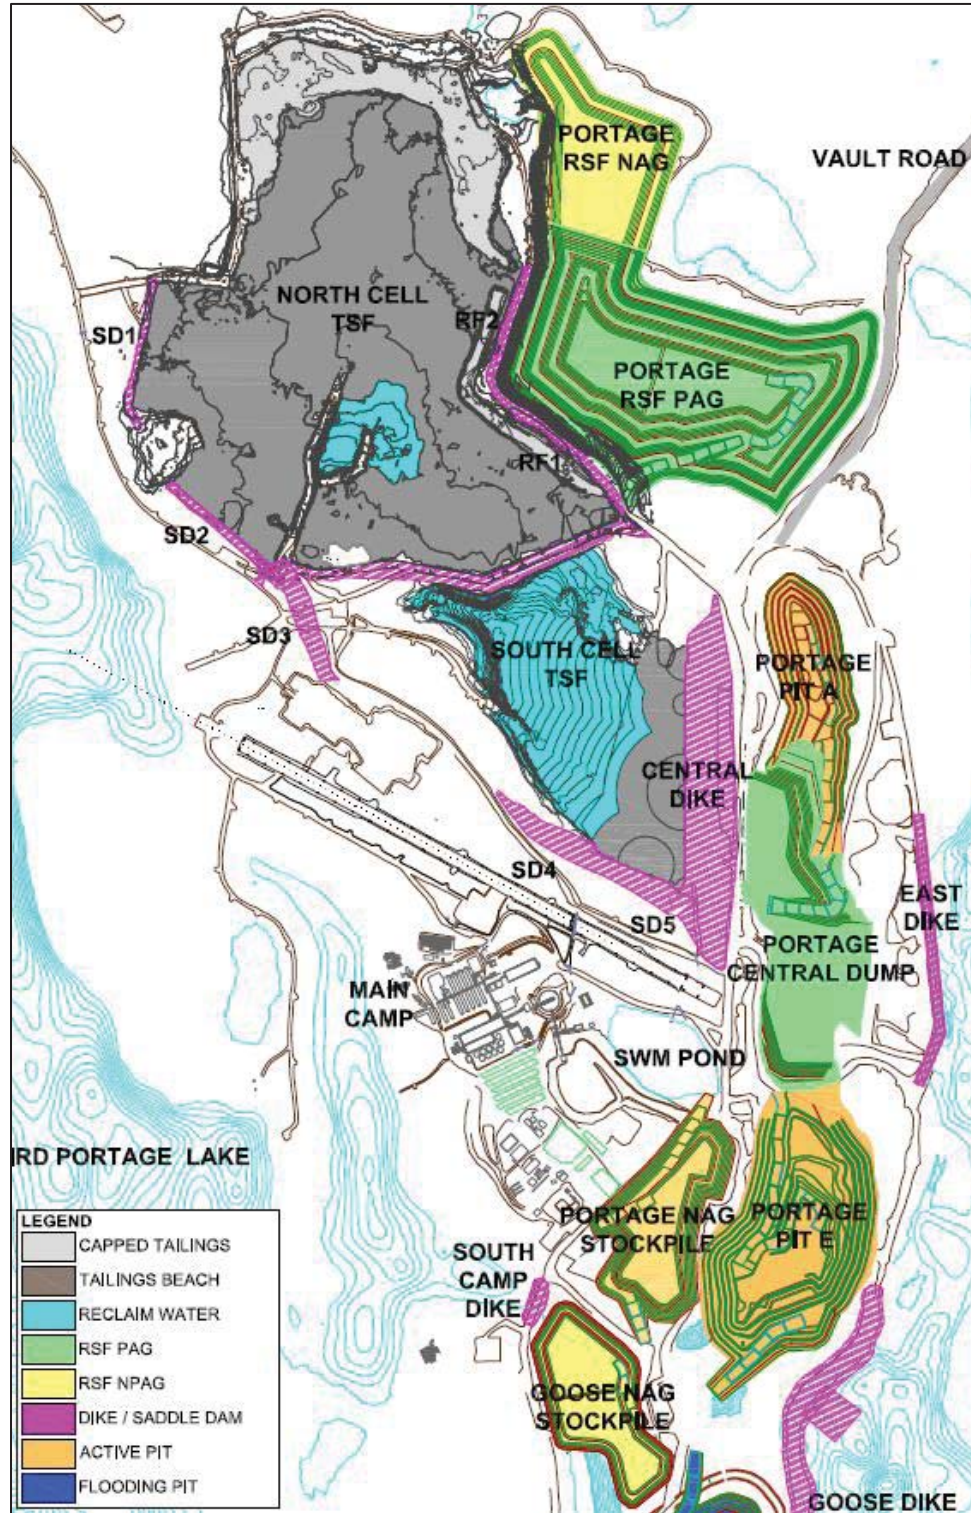 PORTAGE
RSF NAG
VAULT ROAD
NORTH CELL
TSF
SD1
RF2
PORTAGE
RSF PAG
RF1
SD2
SD3
SOUTH CELL
TSF
PORTAGE
PIT A
CENTRAL
DIKE
SD4
EAST
DIKE
SD5
PORTAGE
CENTRAL DUMP
MAIN
CAMP
SWM POND
IRD PORTAGE LAKE
PORTAGE NAG
STOCKPILE
PORTAGE
PIT E
SOUTH
CAMP
DIKE
GOOSE NAG
STOCKPILE
GOOSE DIKE
LEGEND
CAPPED TAILINGS
TAILINGS BEACH
RECLAIM WATER
RSF PAG
RSF NPAG
DIKE / SADDLE DAM
ACTIVE PIT
FLOODING PIT